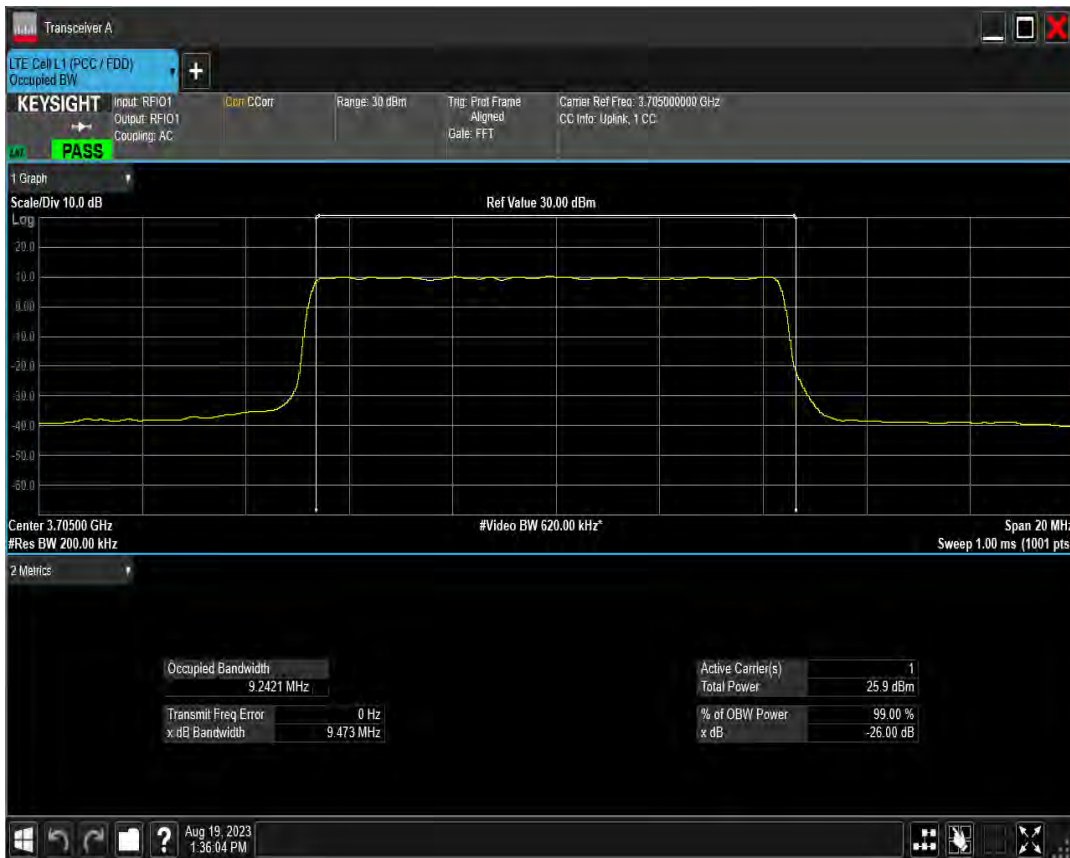 Transceiver A
LTE Cell L1 (PCC / FDD)
Occupied BW
+
KEYSIGHT
Input: RFIO1
Output: RFIO1
Coupling: AC
Corr CCorr
Range: 30 dBm
Trig: Prot Frame
Aligned
Gate: FFT
Carrier Ref Freq: 3.705000000 GHz
CC Info: Uplink, 1 CC
PASS
1 Graph
Scale/Div 10.0 dB
Ref Value 30.00 dBm
Log
20.0
10.0
0.00
-10.0
-20.0
-30.0
-40.0
-50.0
-60.0
Center 3.70500 GHz
#Video BW 620.00 kHz*
Span 20 MHz
#Res BW 200.00 kHz
Sweep 1.00 ms (1001 pts
2 Metrics
Occupied Bandwidth
9.2421 MHz
Transmit Freq Error 0 Hz
x dB Bandwidth 9.473 MHz
Active Carrier(s) 1
Total Power 25.9 dBm
% of OBW Power 99.00 %
x dB -26.00 dB
?
Aug 19, 2023
1:36:04 PM